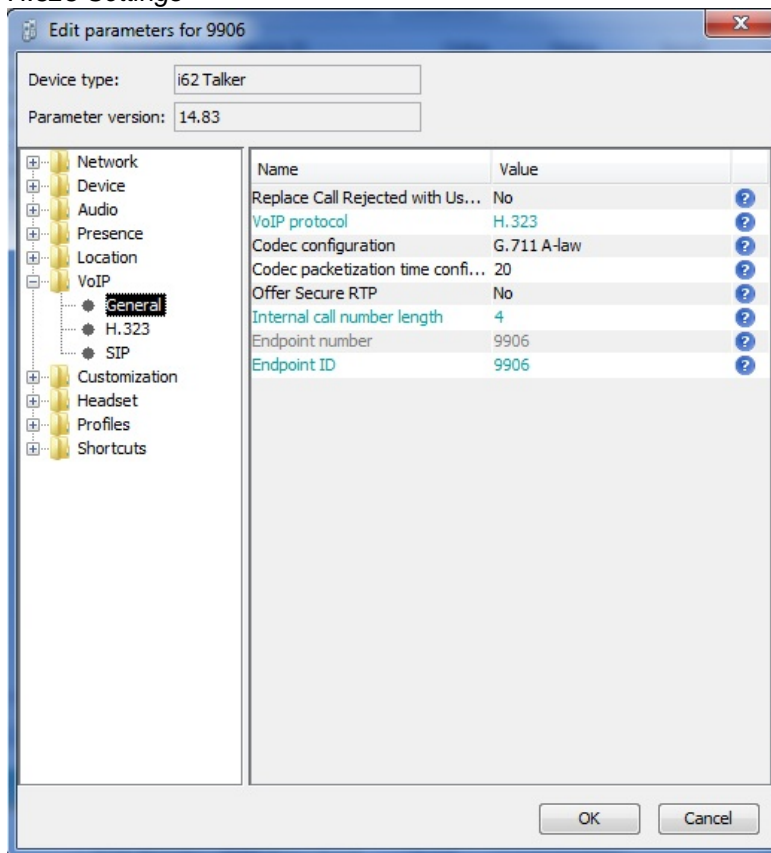 Edit parameters for 9906
Device type: i62 Talker
Parameter version: 14.83
Network
Device
Audio
Presence
Location
VoIP
General
H.323
SIP
Customization
Headset
Profiles
Shortcuts
Name Value
Replace Call Rejected with Us... No
VoIP protocol H.323
Codec configuration G.711 A-law
Codec packetization time confi... 20
Offer Secure RTP No
Internal call number length 4
Endpoint number 9906
Endpoint ID 9906
OK Cancel